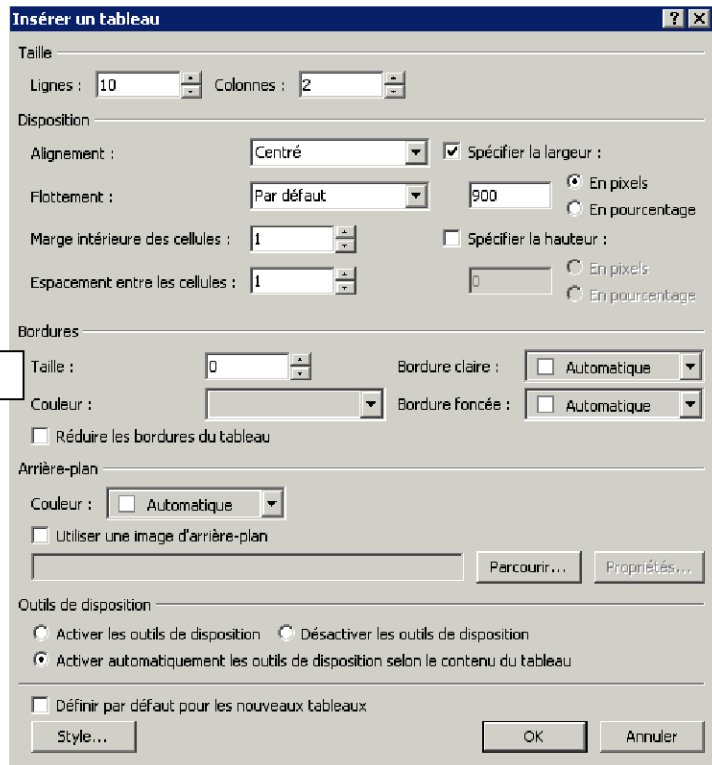 Insérer un tableau
Taille
Lignes : 10 Colonnes : 2
Disposition
Alignement : Centré Spécifier la largeur :
Flottement : Par défaut 900 En pixels
En pourcentage
Marge intérieure des cellules : 1 Spécifier la hauteur :
Espacement entre les cellules : 1 0 En pixels
En pourcentage
Bordures
Taille : 0 Bordure claire : Automatique
Couleur : Bordure foncée : Automatique
Réduire les bordures du tableau
Arrière-plan
Couleur : Automatique
Utiliser une image d'arrière-plan
Parcourir... Propriétés...
Outils de disposition
Activer les outils de disposition Désactiver les outils de disposition
Activer automatiquement les outils de disposition selon le contenu du tableau
Définir par défaut pour les nouveaux tableaux
Style... OK Annuler